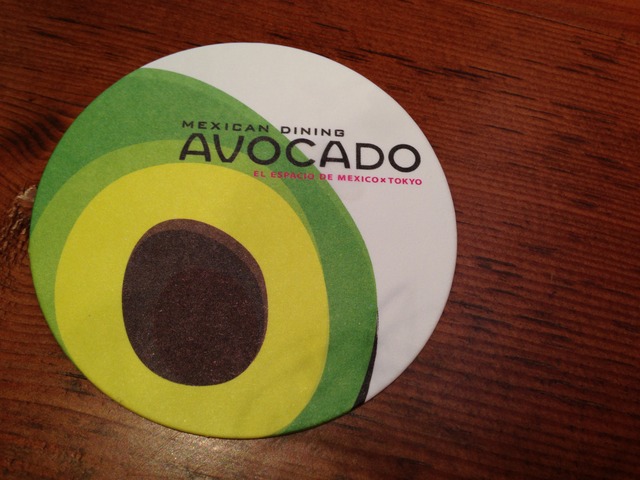 MEXICAN DINING
AVOCADO
EL ESPACIO DE MEXICO×TOKYO